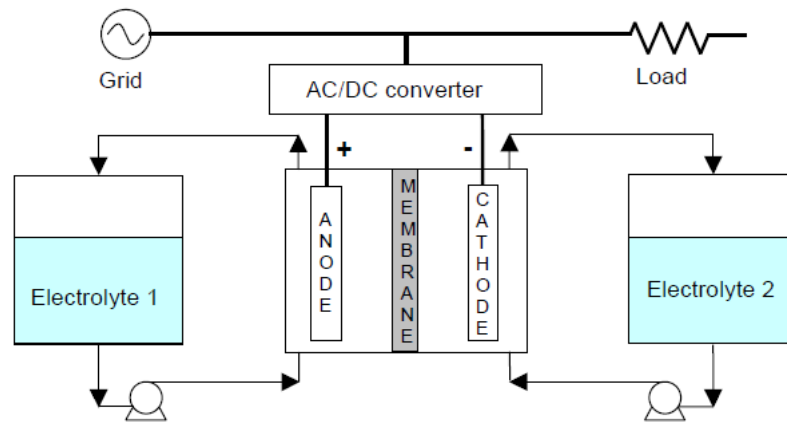 Grid
Load
AC/DC converter
+
-
ANODE
MEMBRANE
CATHODE
Electrolyte 1
Electrolyte 2